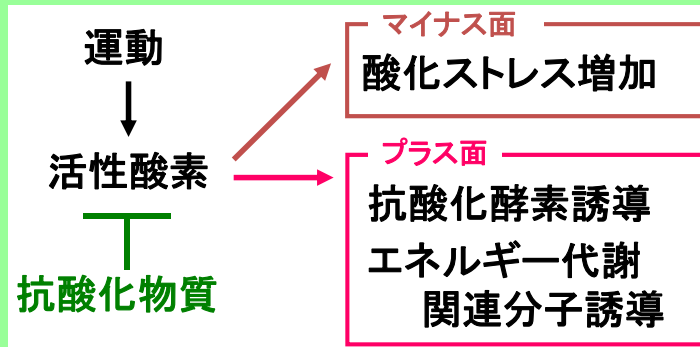 運動
活性酸素
抗酸化物質
マイナス面
酸化ストレス増加
プラス面
抗酸化酵素誘導
エネルギー代謝
関連分子誘導